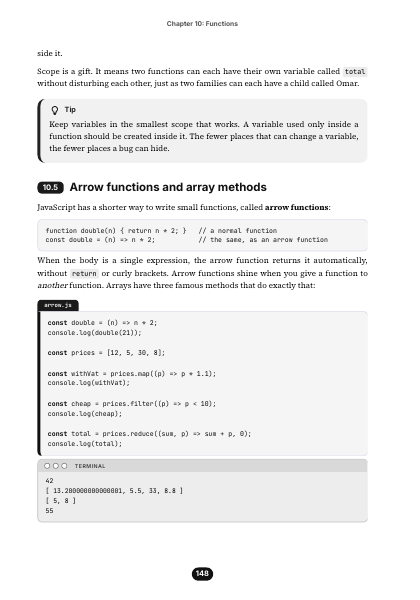 Chapter 10: Functions
side it.
Scope is a gift. It means two functions can each have their own variable called total
without disturbing each other, just as two families can each have a child called Omar.
Tip
Keep variables in the smallest scope that works. A variable used only inside a
function should be created inside it. The fewer places that can change a variable,
the fewer places a bug can hide.
10.5 Arrow functions and array methods
JavaScript has a shorter way to write small functions, called arrow functions:
function double(n) { return n * 2; } // a normal function
const double = (n) => n * 2; // the same, as an arrow function
When the body is a single expression, the arrow function returns it automatically,
without return or curly brackets. Arrow functions shine when you give a function to
another function. Arrays have three famous methods that do exactly that:
arrow.js
const double = (n) => n * 2;
console.log(double(21));
const prices = [12, 5, 30, 8];
const withVat = prices.map((p) => p * 1.1);
console.log(withVat);
const cheap = prices.filter((p) => p < 10);
console.log(cheap);
const total = prices.reduce((sum, p) => sum + p, 0);
console.log(total);
TERMINAL
42
[ 13.200000000000001, 5.5, 33, 8.8 ]
[ 5, 8 ]
55
148